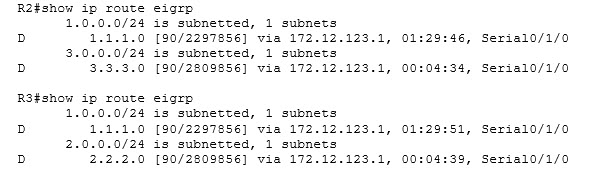 R2#show ip route eigrp
1.0.0.0/24 is subnetted, 1 subnets
D 1.1.1.0 [90/2297856] via 172.12.123.1, 01:29:46, Serial0/1/0
3.0.0.0/24 is subnetted, 1 subnets
D 3.3.3.0 [90/2809856] via 172.12.123.1, 00:04:34, Serial0/1/0
R3#show ip route eigrp
1.0.0.0/24 is subnetted, 1 subnets
D 1.1.1.0 [90/2297856] via 172.12.123.1, 01:29:51, Serial0/1/0
2.0.0.0/24 is subnetted, 1 subnets
D 2.2.2.0 [90/2809856] via 172.12.123.1, 00:04:39, Serial0/1/0